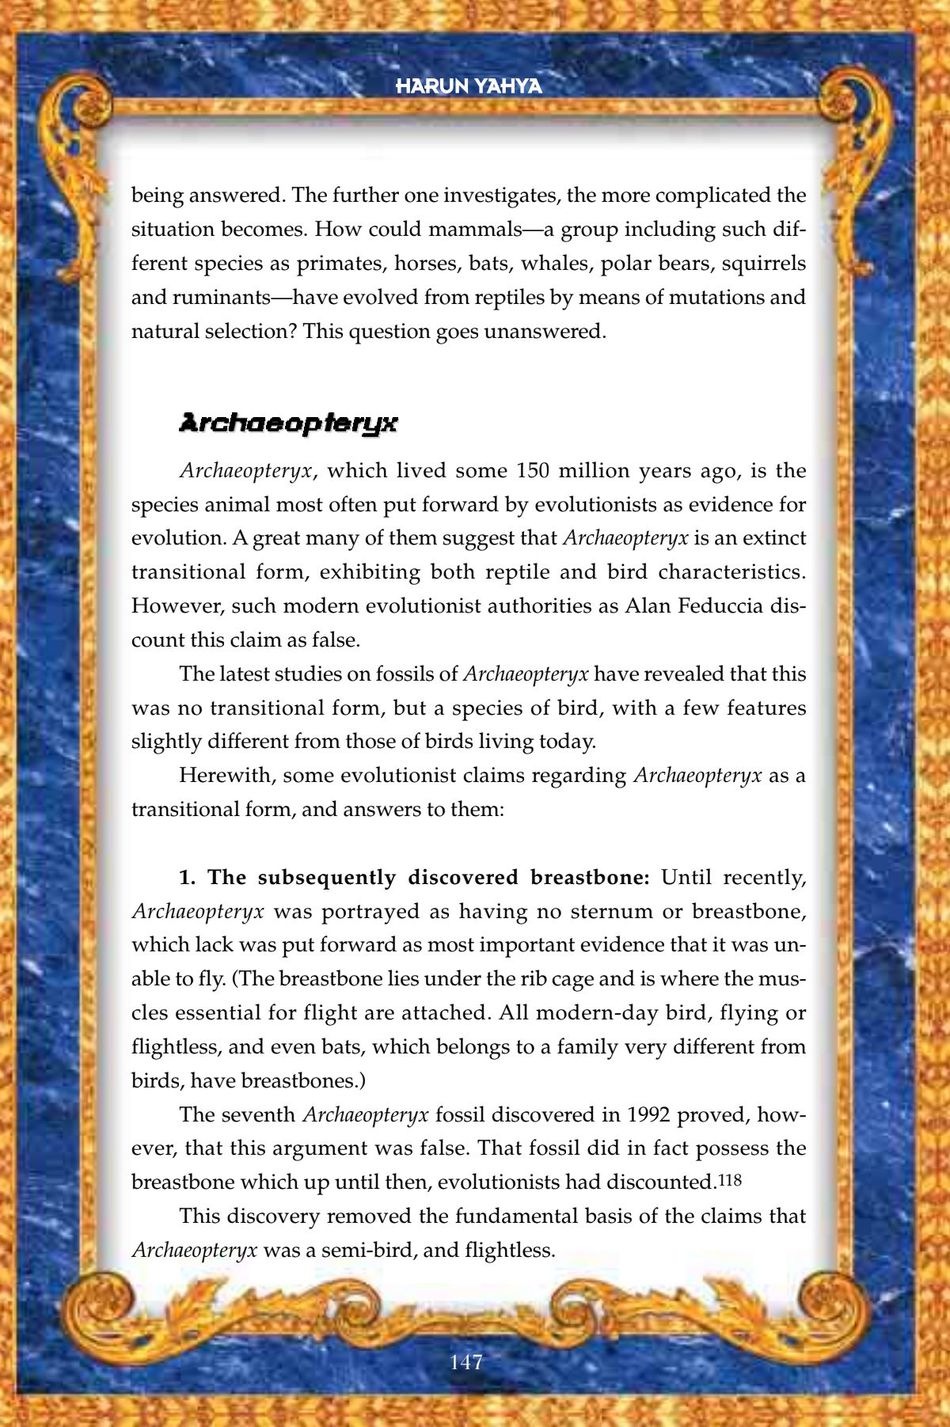 HARUN YAHYA
being answered. The further one investigates, the more complicated the
situation becomes. How could mammals—a group including such dif-
ferent species as primates, horses, bats, whales, polar bears, squirrels
and ruminants—have evolved from reptiles by means of mutations and
natural selection? This question goes unanswered.
Archaeopteryx
Archaeopteryx, which lived some 150 million years ago, is the
species animal most often put forward by evolutionists as evidence for
evolution. A great many of them suggest that Archaeopteryx is an extinct
transitional form, exhibiting both reptile and bird characteristics.
However, such modern evolutionist authorities as Alan Feduccia dis-
count this claim as false.
The latest studies on fossils of Archaeopteryx have revealed that this
was no transitional form, but a species of bird, with a few features
slightly different from those of birds living today.
Herewith, some evolutionist claims regarding Archaeopteryx as a
transitional form, and answers to them:
1. The subsequently discovered breastbone: Until recently,
Archaeopteryx was portrayed as having no sternum or breastbone,
which lack was put forward as most important evidence that it was un-
able to fly. (The breastbone lies under the rib cage and is where the mus-
cles essential for flight are attached. All modern-day bird, flying or
flightless, and even bats, which belongs to a family very different from
birds, have breastbones.)
The seventh Archaeopteryx fossil discovered in 1992 proved, how-
ever, that this argument was false. That fossil did in fact possess the
breastbone which up until then, evolutionists had discounted.118
This discovery removed the fundamental basis of the claims that
Archaeopteryx was a semi-bird, and flightless.
147